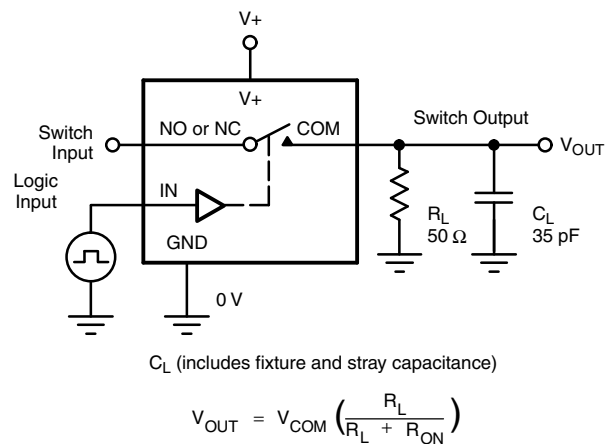 V+
V+
Switch Output
NO or NC
COM
Switch
Input
V_OUT
Logic
Input
IN
R_L
50 Ω
C_L
35 pF
GND
0 V
C_L (includes fixture and stray capacitance)
V_OUT = V_COM (R_L / R_L + R_ON)